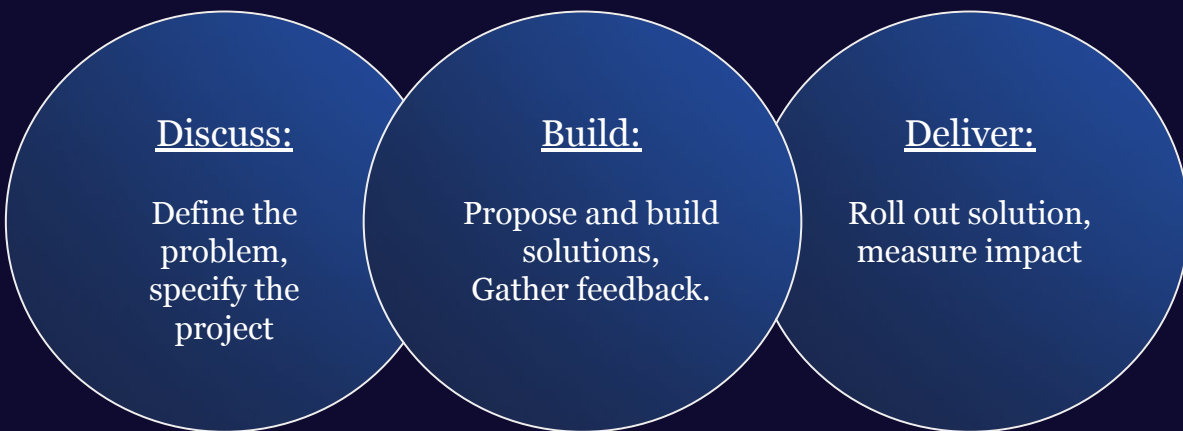 Discuss:
Define the
problem,
specify the
project
Build:
Propose and build
solutions,
Gather feedback.
Deliver:
Roll out solution,
measure impact